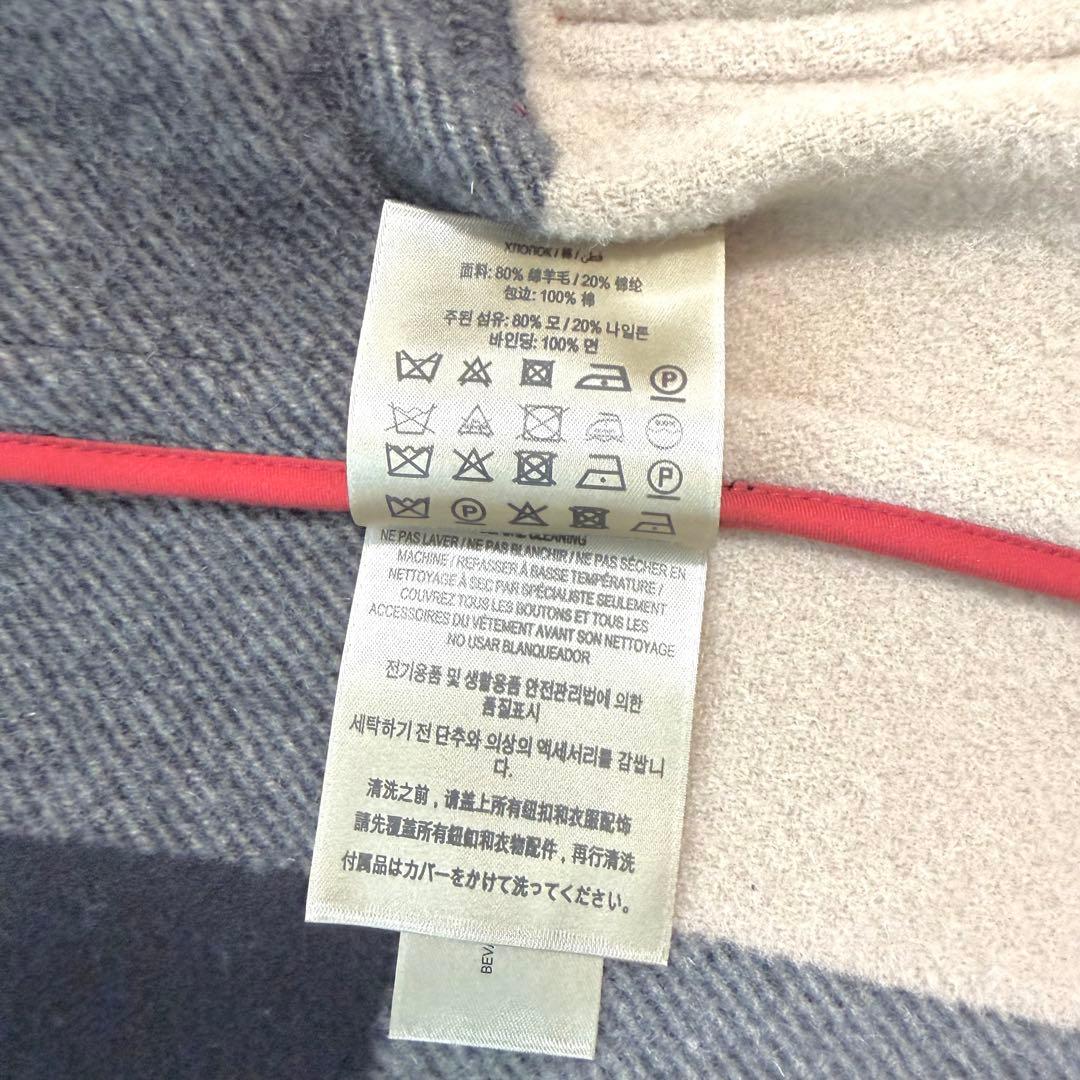 хлопок / 棉 / قطن
面料: 80% 绵羊毛 / 20% 锦纶
包边: 100% 棉
주된 섬유: 80% 모 / 20% 나일론
바인딩: 100% 면
P
P
P
CLEANING
NE PAS LAVER / NE PAS BLANCHIR / NE PAS SÉCHER EN
MACHINE / REPASSER À BASSE TEMPÉRATURE /
NETTOYAGE À SEC PAR SPÉCIALISTE SEULEMENT
COUVREZ TOUS LES BOUTONS ET TOUS LES
ACCESSOIRES DU VÊTEMENT AVANT SON NETTOYAGE
NO USAR BLANQUEADOR
전기용품 및 생활용품 안전관리법에 의한
품질표시
세탁하기 전 단추와 의상의 액세서리를 감쌉니
다.
清洗之前，请盖上所有纽扣和衣服配饰
請先覆蓋所有鈕釦和衣物配件，再行清洗
付属品はカバーをかけて洗ってください。
BEV